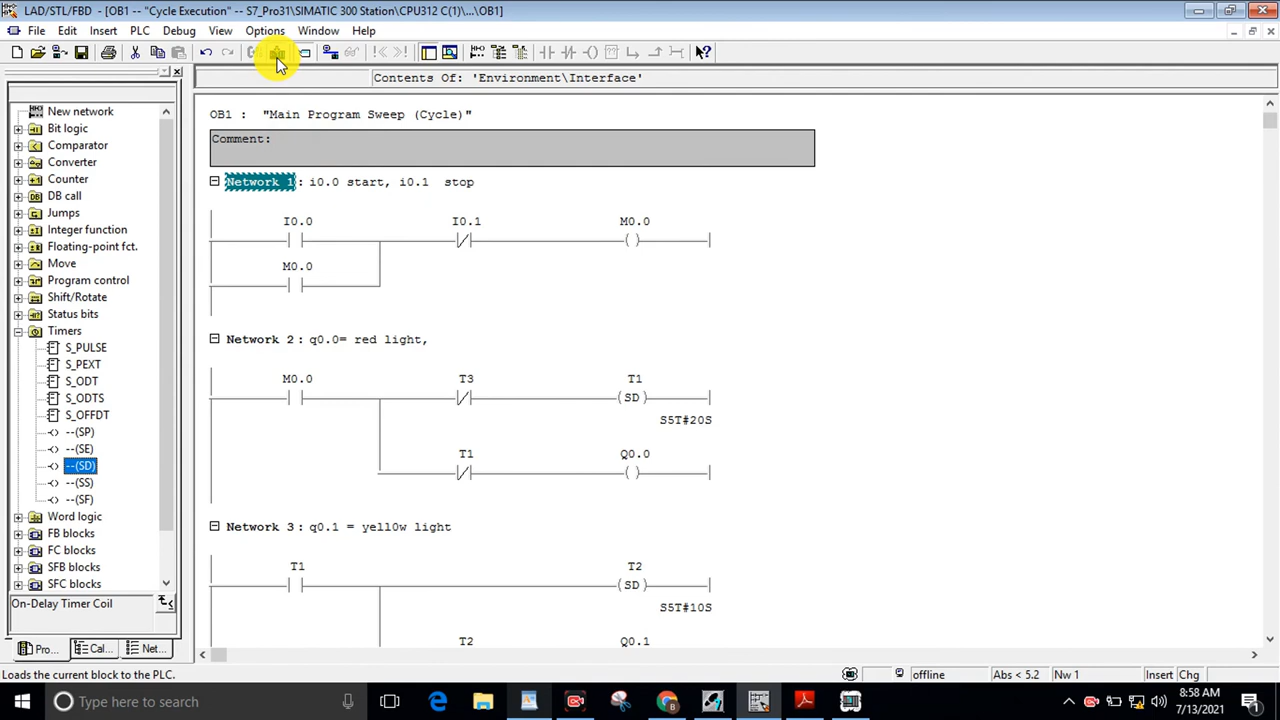 LAD/STL/FBD - [OB1 -- "Cycle Execution" -- S7_Pro31\SIMATIC 300 Station\CPU312 C(1)\...\OB1]
File Edit Insert PLC Debug View Options Window Help
Contents Of: 'Environment\Interface'
New network
Bit logic
Comparator
Converter
Counter
DB call
Jumps
Integer function
Floating-point fct.
Move
Program control
Shift/Rotate
Status bits
Timers
S_PULSE
S_PEXT
S_ODT
S_ODTS
S_OFFDT
--(SP)
--(SE)
--(SD)
--(SS)
--(SF)
Word logic
FB blocks
FC blocks
SFB blocks
SFC blocks
On-Delay Timer Coil
Pro... Cal... Net...
OB1 : "Main Program Sweep (Cycle)"
Comment:
Network 1: i0.0 start, i0.1 stop
I0.0 I0.1 M0.0
M0.0
Network 2: q0.0= red light,
M0.0 T3 T1
(SD)
S5T#20S
T1 Q0.0
Network 3: q0.1 = yell0w light
T1 T2
(SD)
S5T#10S
T2 Q0.1
Loads the current block to the PLC.
offline Abs < 5.2 Nw 1 Insert Chg
Type here to search
8:58 AM
7/13/2021